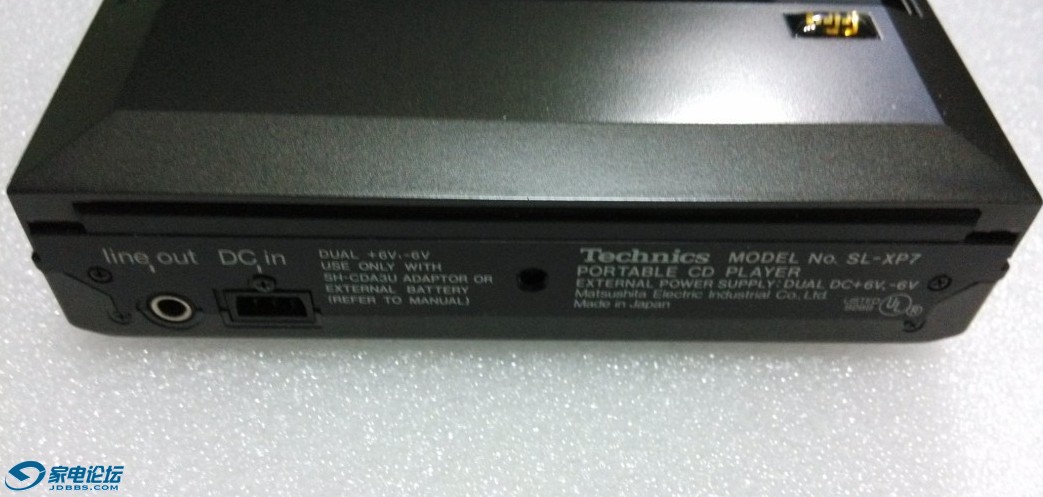 line out
DC in
DUAL +6V.-6V
USE ONLY WITH
SH-CDA3U ADAPTOR OR
EXTERNAL BATTERY
(REFER TO MANUAL)
Technics MODEL No. SL-XP7
PORTABLE CD PLAYER
EXTERNAL POWER SUPPLY: DUAL DC+6V,-6V
Matsushita Electric Industrial Co., Ltd.
Made in Japan
LISTED
UL®
家电论坛
JDBBS.COM